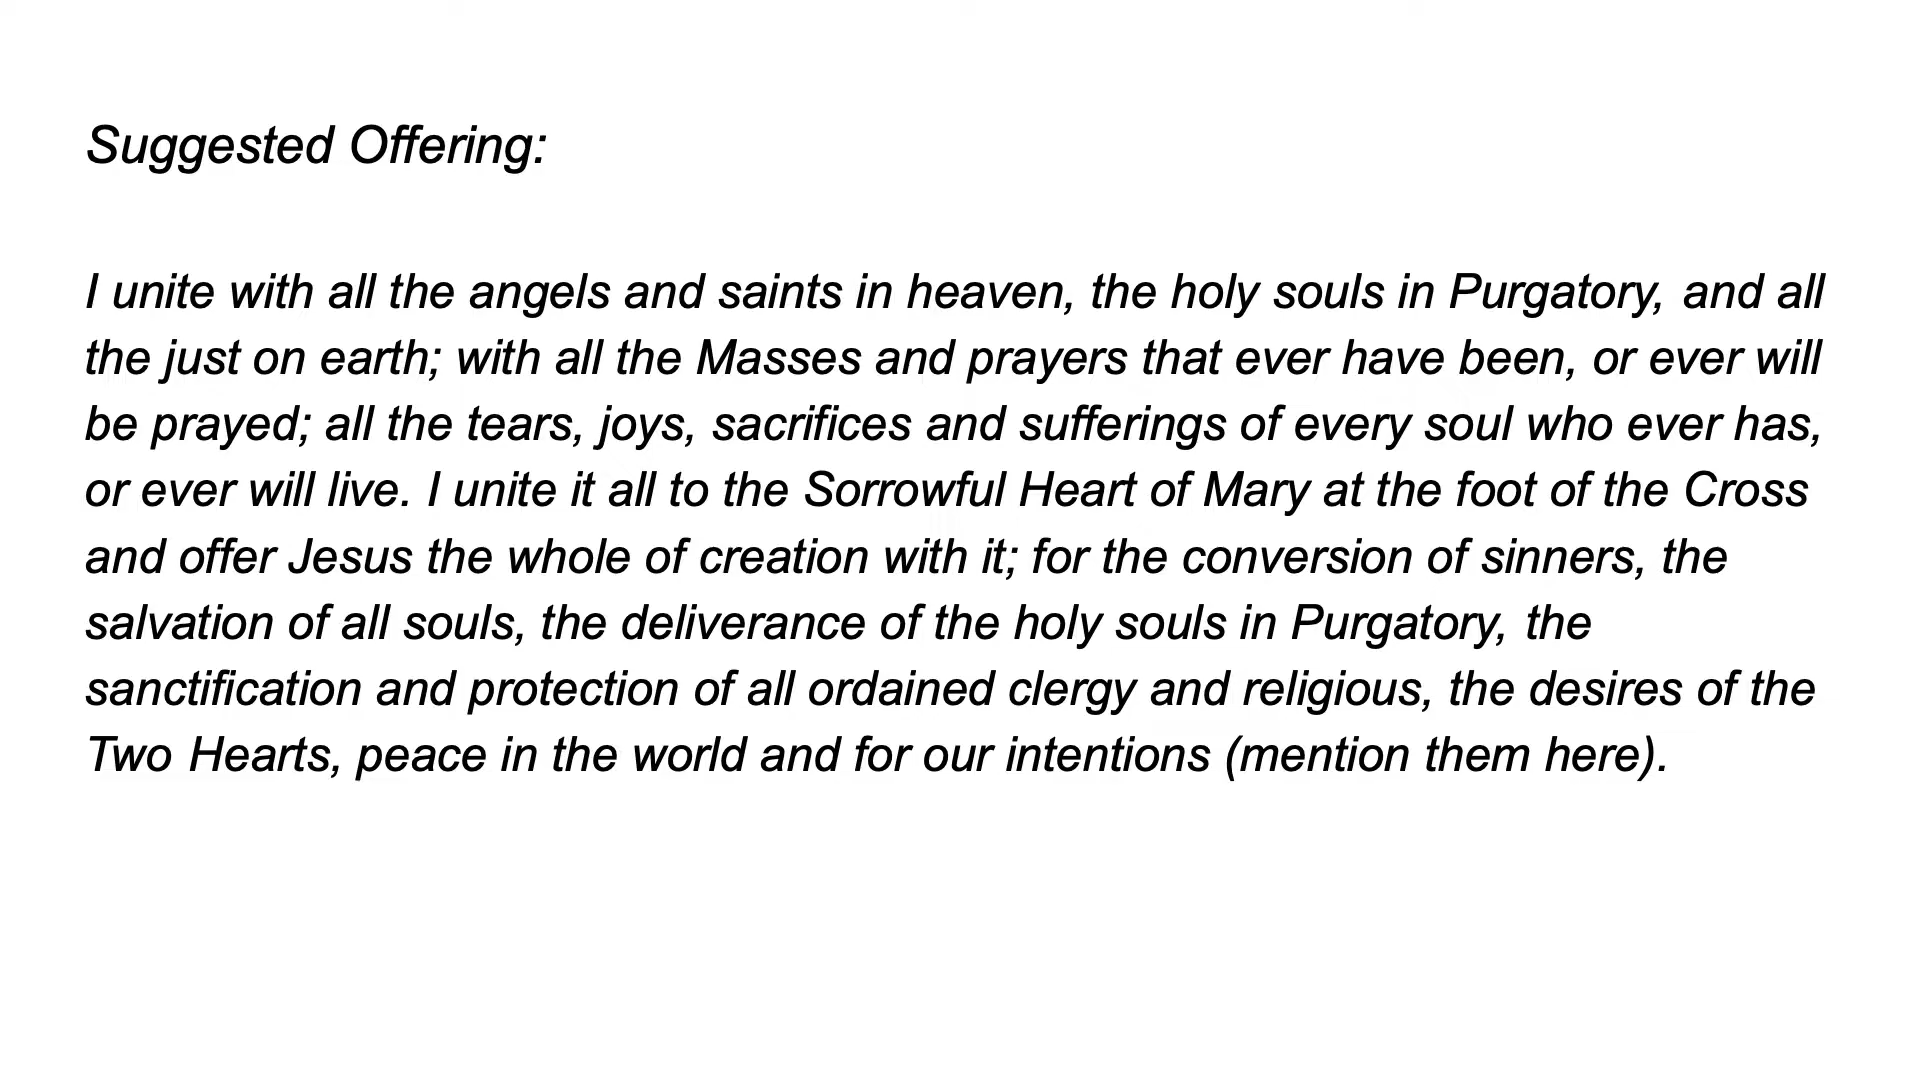 Suggested Offering:
I unite with all the angels and saints in heaven, the holy souls in Purgatory, and all
the just on earth; with all the Masses and prayers that ever have been, or ever will
be prayed; all the tears, joys, sacrifices and sufferings of every soul who ever has,
or ever will live. I unite it all to the Sorrowful Heart of Mary at the foot of the Cross
and offer Jesus the whole of creation with it; for the conversion of sinners, the
salvation of all souls, the deliverance of the holy souls in Purgatory, the
sanctification and protection of all ordained clergy and religious, the desires of the
Two Hearts, peace in the world and for our intentions (mention them here).